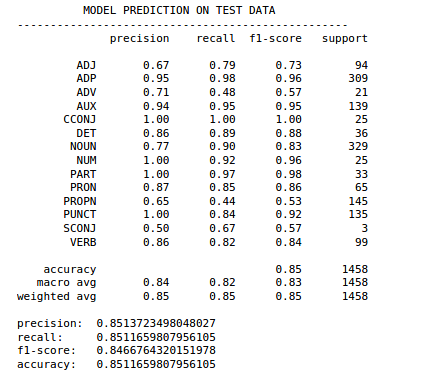 MODEL PREDICTION ON TEST DATA
--------------------------------------------------
precision recall f1-score support
ADJ 0.67 0.79 0.73 94
ADP 0.95 0.98 0.96 309
ADV 0.71 0.48 0.57 21
AUX 0.94 0.95 0.95 139
CCONJ 1.00 1.00 1.00 25
DET 0.86 0.89 0.88 36
NOUN 0.77 0.90 0.83 329
NUM 1.00 0.92 0.96 25
PART 1.00 0.97 0.98 33
PRON 0.87 0.85 0.86 65
PROPN 0.65 0.44 0.53 145
PUNCT 1.00 0.84 0.92 135
SCONJ 0.50 0.67 0.57 3
VERB 0.86 0.82 0.84 99
accuracy 0.85 1458
macro avg 0.84 0.82 0.83 1458
weighted avg 0.85 0.85 0.85 1458
precision: 0.8513723498048027
recall: 0.8511659807956105
f1-score: 0.8466764320151978
accuracy: 0.8511659807956105